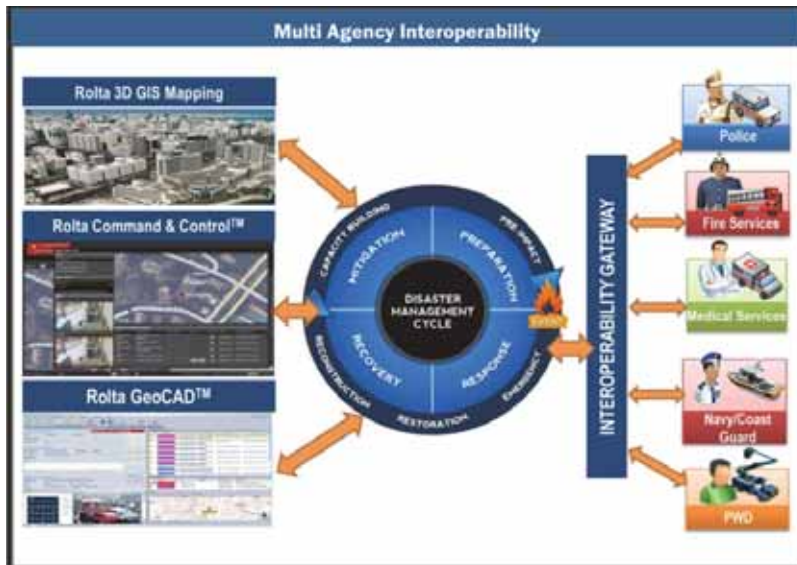 Multi Agency Interoperability
Rolta 3D GIS Mapping
Rolta Command & Control™
Rolta GeoCAD™
CAPACITY BUILDING
PRE-IMPACT
MITIGATION
PREPARATION
DISASTER
MANAGEMENT
CYCLE
RECOVERY
RESPONSE
RECONSTRUCTION
RESTORATION
EMERGENCY
INTEROPERABILITY GATEWAY
Police
Fire Services
Medical Services
Navy/Coast
Guard
PWD